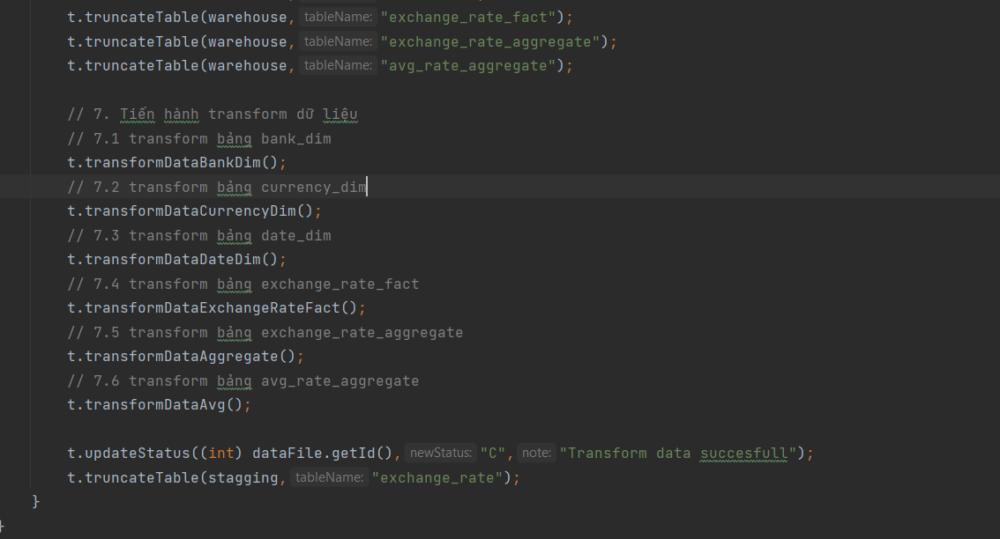 t.truncateTable(warehouse, tableName: "exchange_rate_fact");
t.truncateTable(warehouse, tableName: "exchange_rate_aggregate");
t.truncateTable(warehouse, tableName: "avg_rate_aggregate");
// 7. Tiến hành transform dữ liệu
// 7.1 transform bảng bank_dim
t.transformDataBankDim();
// 7.2 transform bảng currency_dim
t.transformDataCurrencyDim();
// 7.3 transform bảng date_dim
t.transformDataDateDim();
// 7.4 transform bảng exchange_rate_fact
t.transformDataExchangeRateFact();
// 7.5 transform bảng exchange_rate_aggregate
t.transformDataAggregate();
// 7.6 transform bảng avg_rate_aggregate
t.transformDataAvg();
t.updateStatus((int) dataFile.getId(), newStatus: "C", note: "Transform data succesfull");
t.truncateTable(stagging, tableName: "exchange_rate");
}
}